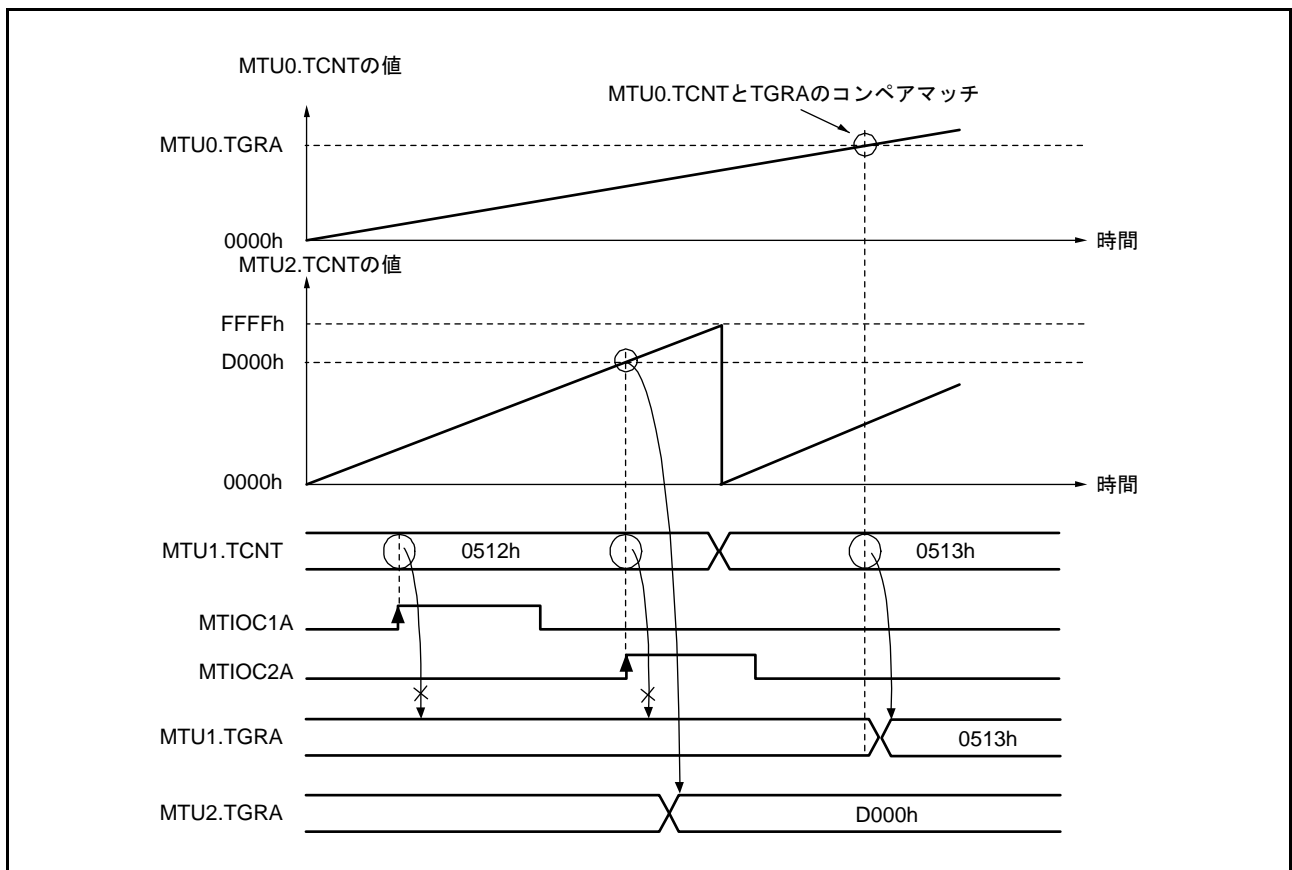 MTU0.TCNTの値
MTU0.TCNTとTGRAのコンペアマッチ
MTU0.TGRA
0000h
時間
MTU2.TCNTの値
FFFFh
D000h
0000h
時間
MTU1.TCNT
0512h
0513h
MTIOC1A
MTIOC2A
MTU1.TGRA
0513h
MTU2.TGRA
D000h